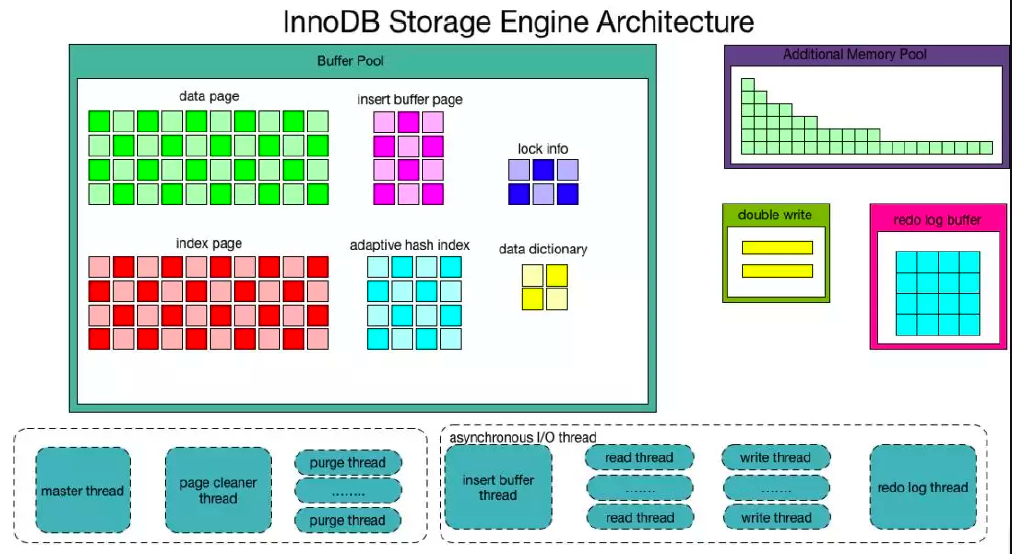 InnoDB Storage Engine Architecture
Buffer Pool
Additional Memory Pool
data page
insert buffer page
lock info
double write
redo log buffer
index page
adaptive hash index
data dictionary
asynchronous I/O thread
master thread
page cleaner
thread
purge thread
........
purge thread
insert buffer
thread
read thread
.......
read thread
write thread
.......
write thread
redo log thread